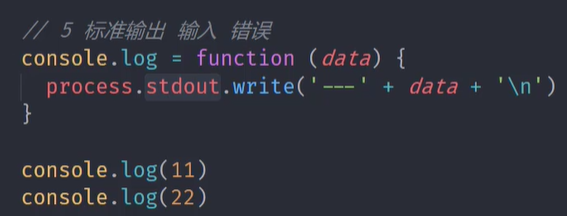 // 5 标准输出 输入 错误
console.log = function (data) {
  process.stdout.write('---' + data + '\n')
}
console.log(11)
console.log(22)